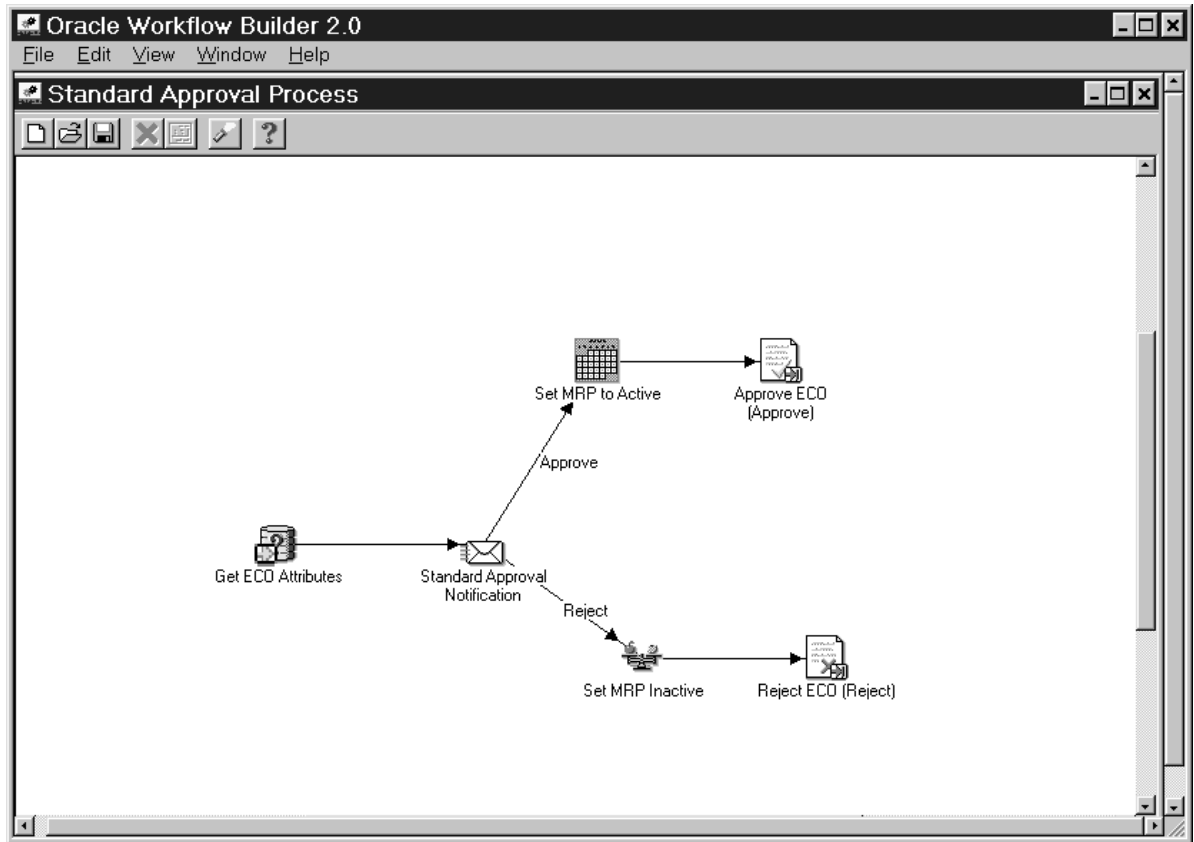 Oracle Workflow Builder 2.0
File Edit View Window Help
Standard Approval Process
Set MRP to Active
Approve ECO
(Approve)
Approve
Get ECO Attributes
Standard Approval
Notification
Reject
Set MRP Inactive
Reject ECO (Reject)